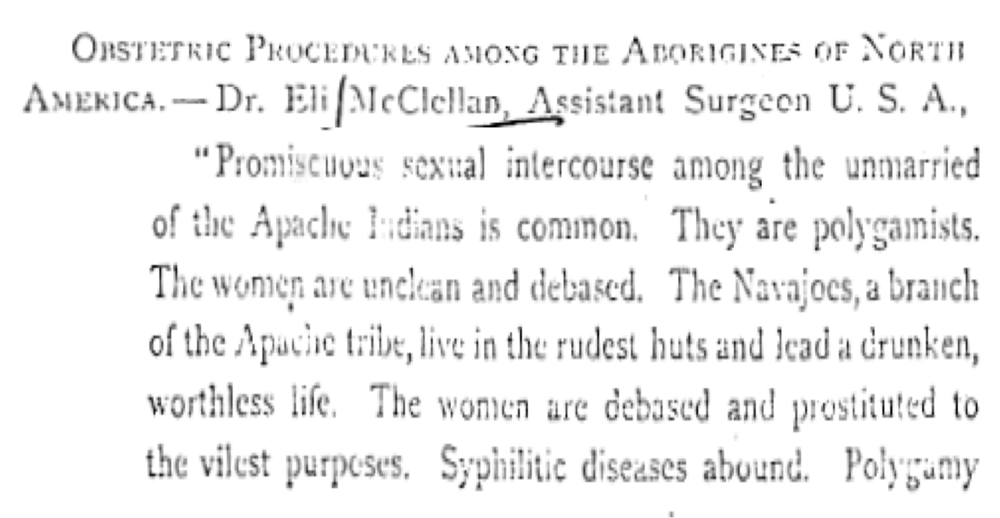 OBSTETRIC PROCEDURES AMONG THE ABORIGINES OF NORTH
AMERICA.—Dr. Eli McClellan, Assistant Surgeon U. S. A.,
"Promiscuous sexual intercourse among the unmarried
of the Apache Indians is common. They are polygamists.
The women are unclean and debased. The Navajoes, a branch
of the Apache tribe, live in the rudest huts and lead a drunken,
worthless life. The women are debased and prostituted to
the vilest purposes. Syphilitic diseases abound. Polygamy